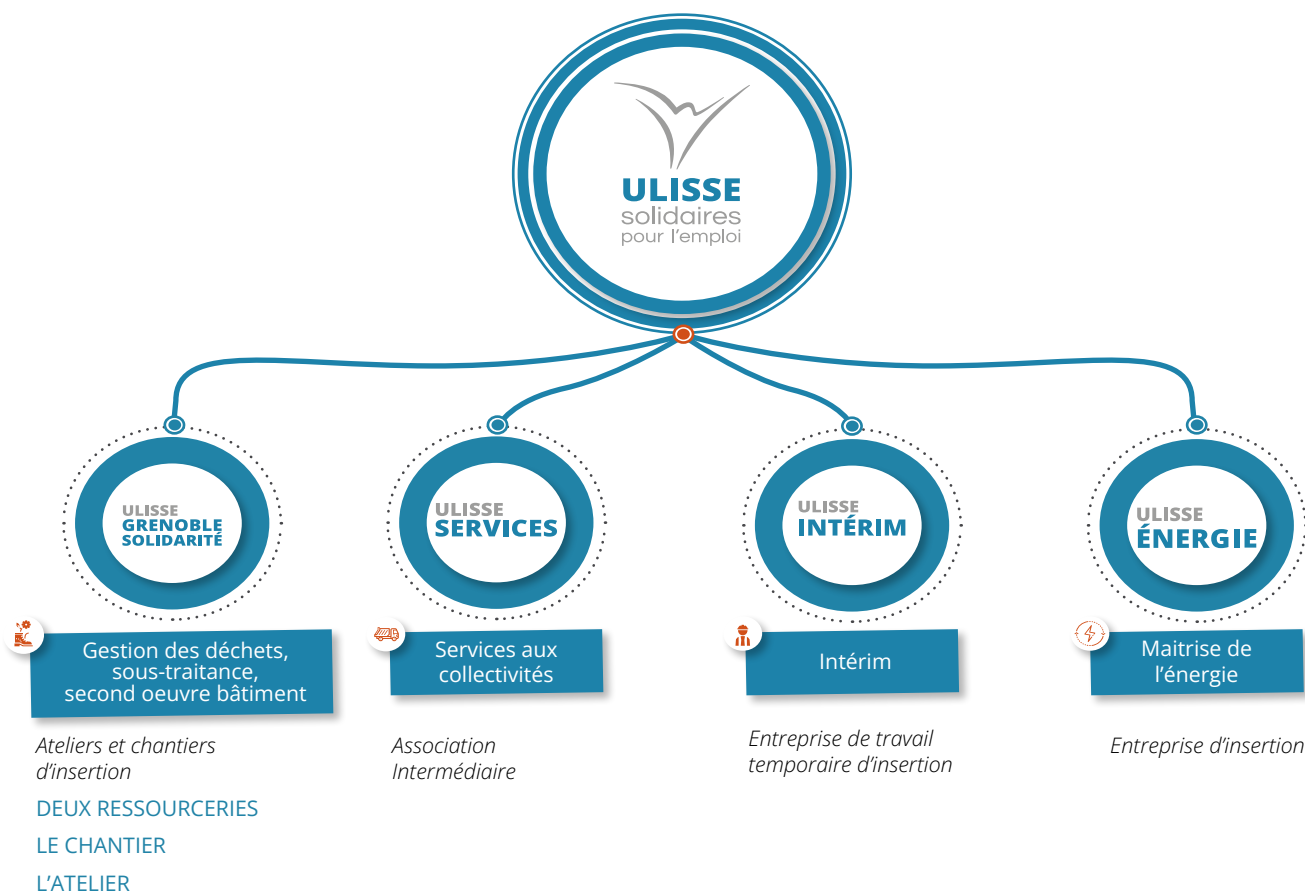 ULISSE
solidaires
pour l'emploi
ULISSE
GRENOBLE
SOLIDARITÉ
Gestion des déchets,
sous-traitance,
second oeuvre bâtiment
Ateliers et chantiers
d'insertion
DEUX RESSOURCERIES
LE CHANTIER
L'ATELIER
ULISSE
SERVICES
Services aux
collectivités
Association
Intermédiaire
ULISSE
INTÉRIM
Intérim
Entreprise de travail
temporaire d'insertion
ULISSE
ÉNERGIE
Maitrise de
l'énergie
Entreprise d'insertion